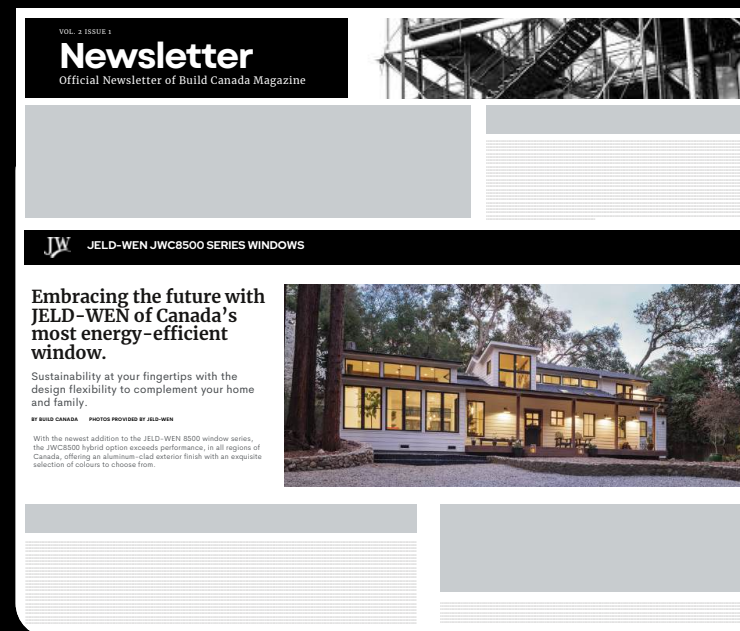 VOL. 2 ISSUE 1
Newsletter
Official Newsletter of Build Canada Magazine
JW JELD-WEN JWC8500 SERIES WINDOWS
Embracing the future with
JELD-WEN of Canada's
most energy-efficient
window.
Sustainability at your fingertips with the
design flexibility to complement your home
and family.
BY BUILD CANADA PHOTOS PROVIDED BY JELD-WEN
With the newest addition to the JELD-WEN 8500 window series,
the JWC8500 hybrid option exceeds performance, in all regions of
Canada, offering an aluminum-clad exterior finish with an exquisite
selection of colours to choose from.